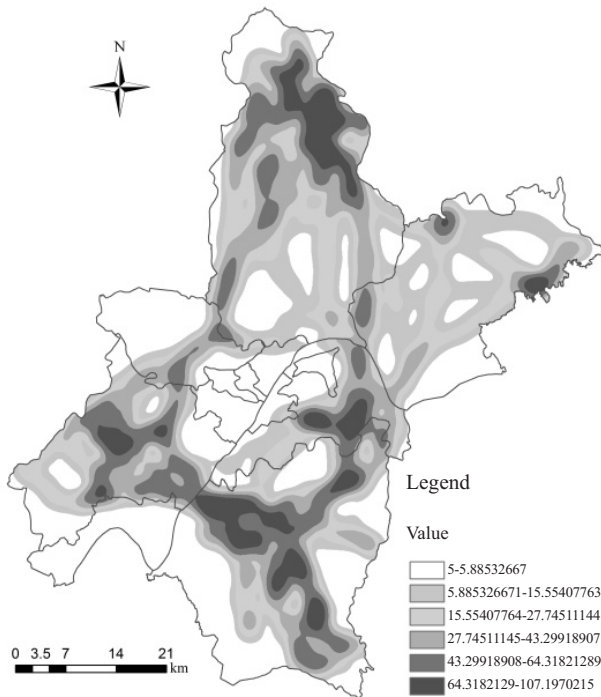 N
Legend
Value
5-5.88532667
5.885326671-15.55407763
15.55407764-27.74511144
27.74511145-43.29918907
43.29918908-64.31821289
64.3182129-107.1970215
0 3.5 7 14 21
km